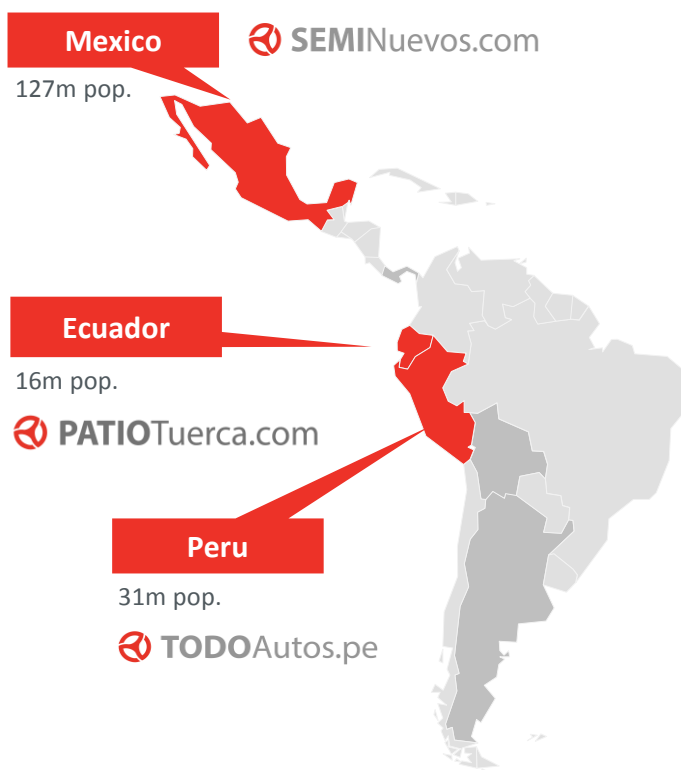 Mexico
SEMINuevos.com
127m pop.
Ecuador
16m pop.
PATIOTuerca.com
Peru
31m pop.
TODOAutos.pe